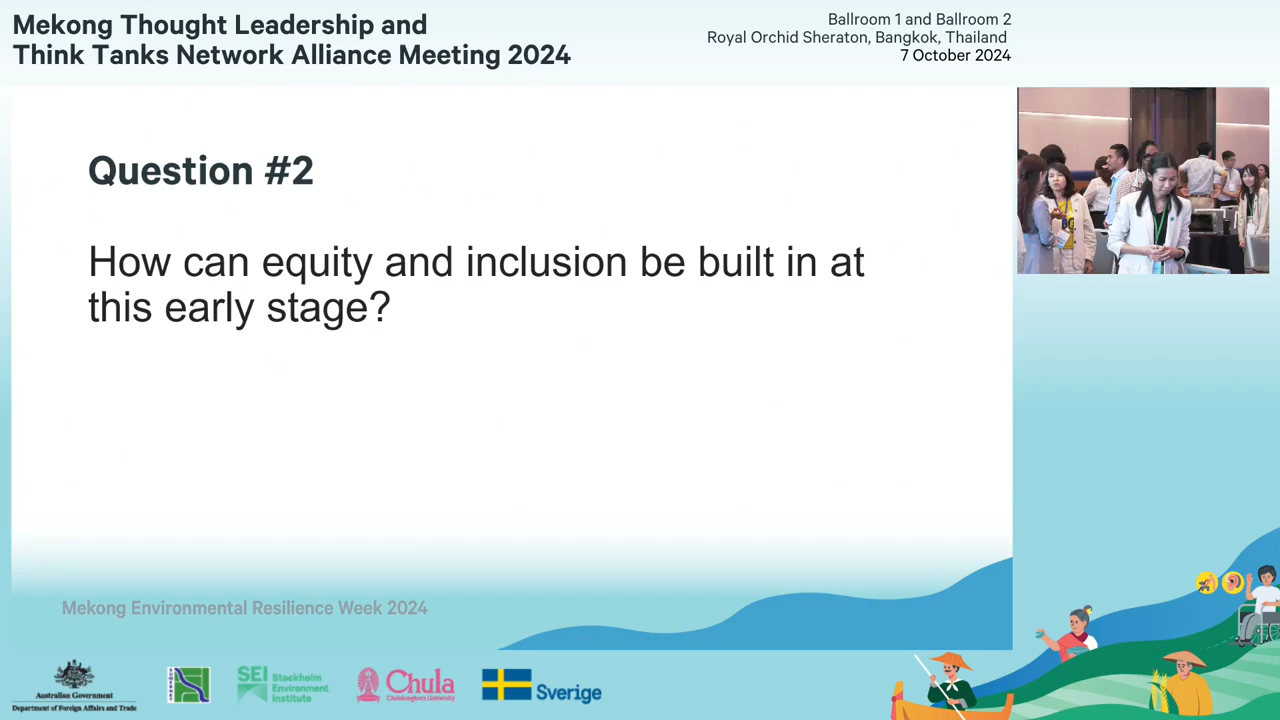 Mekong Thought Leadership and
Think Tanks Network Alliance Meeting 2024
Ballroom 1 and Ballroom 2
Royal Orchid Sheraton, Bangkok, Thailand
7 October 2024
Question #2
How can equity and inclusion be built in at
this early stage?
Mekong Environmental Resilience Week 2024
Australian Government
Department of Foreign Affairs and Trade
SEI Stockholm
Environment
Institute
Chula
Chulalongkorn University
Sverige